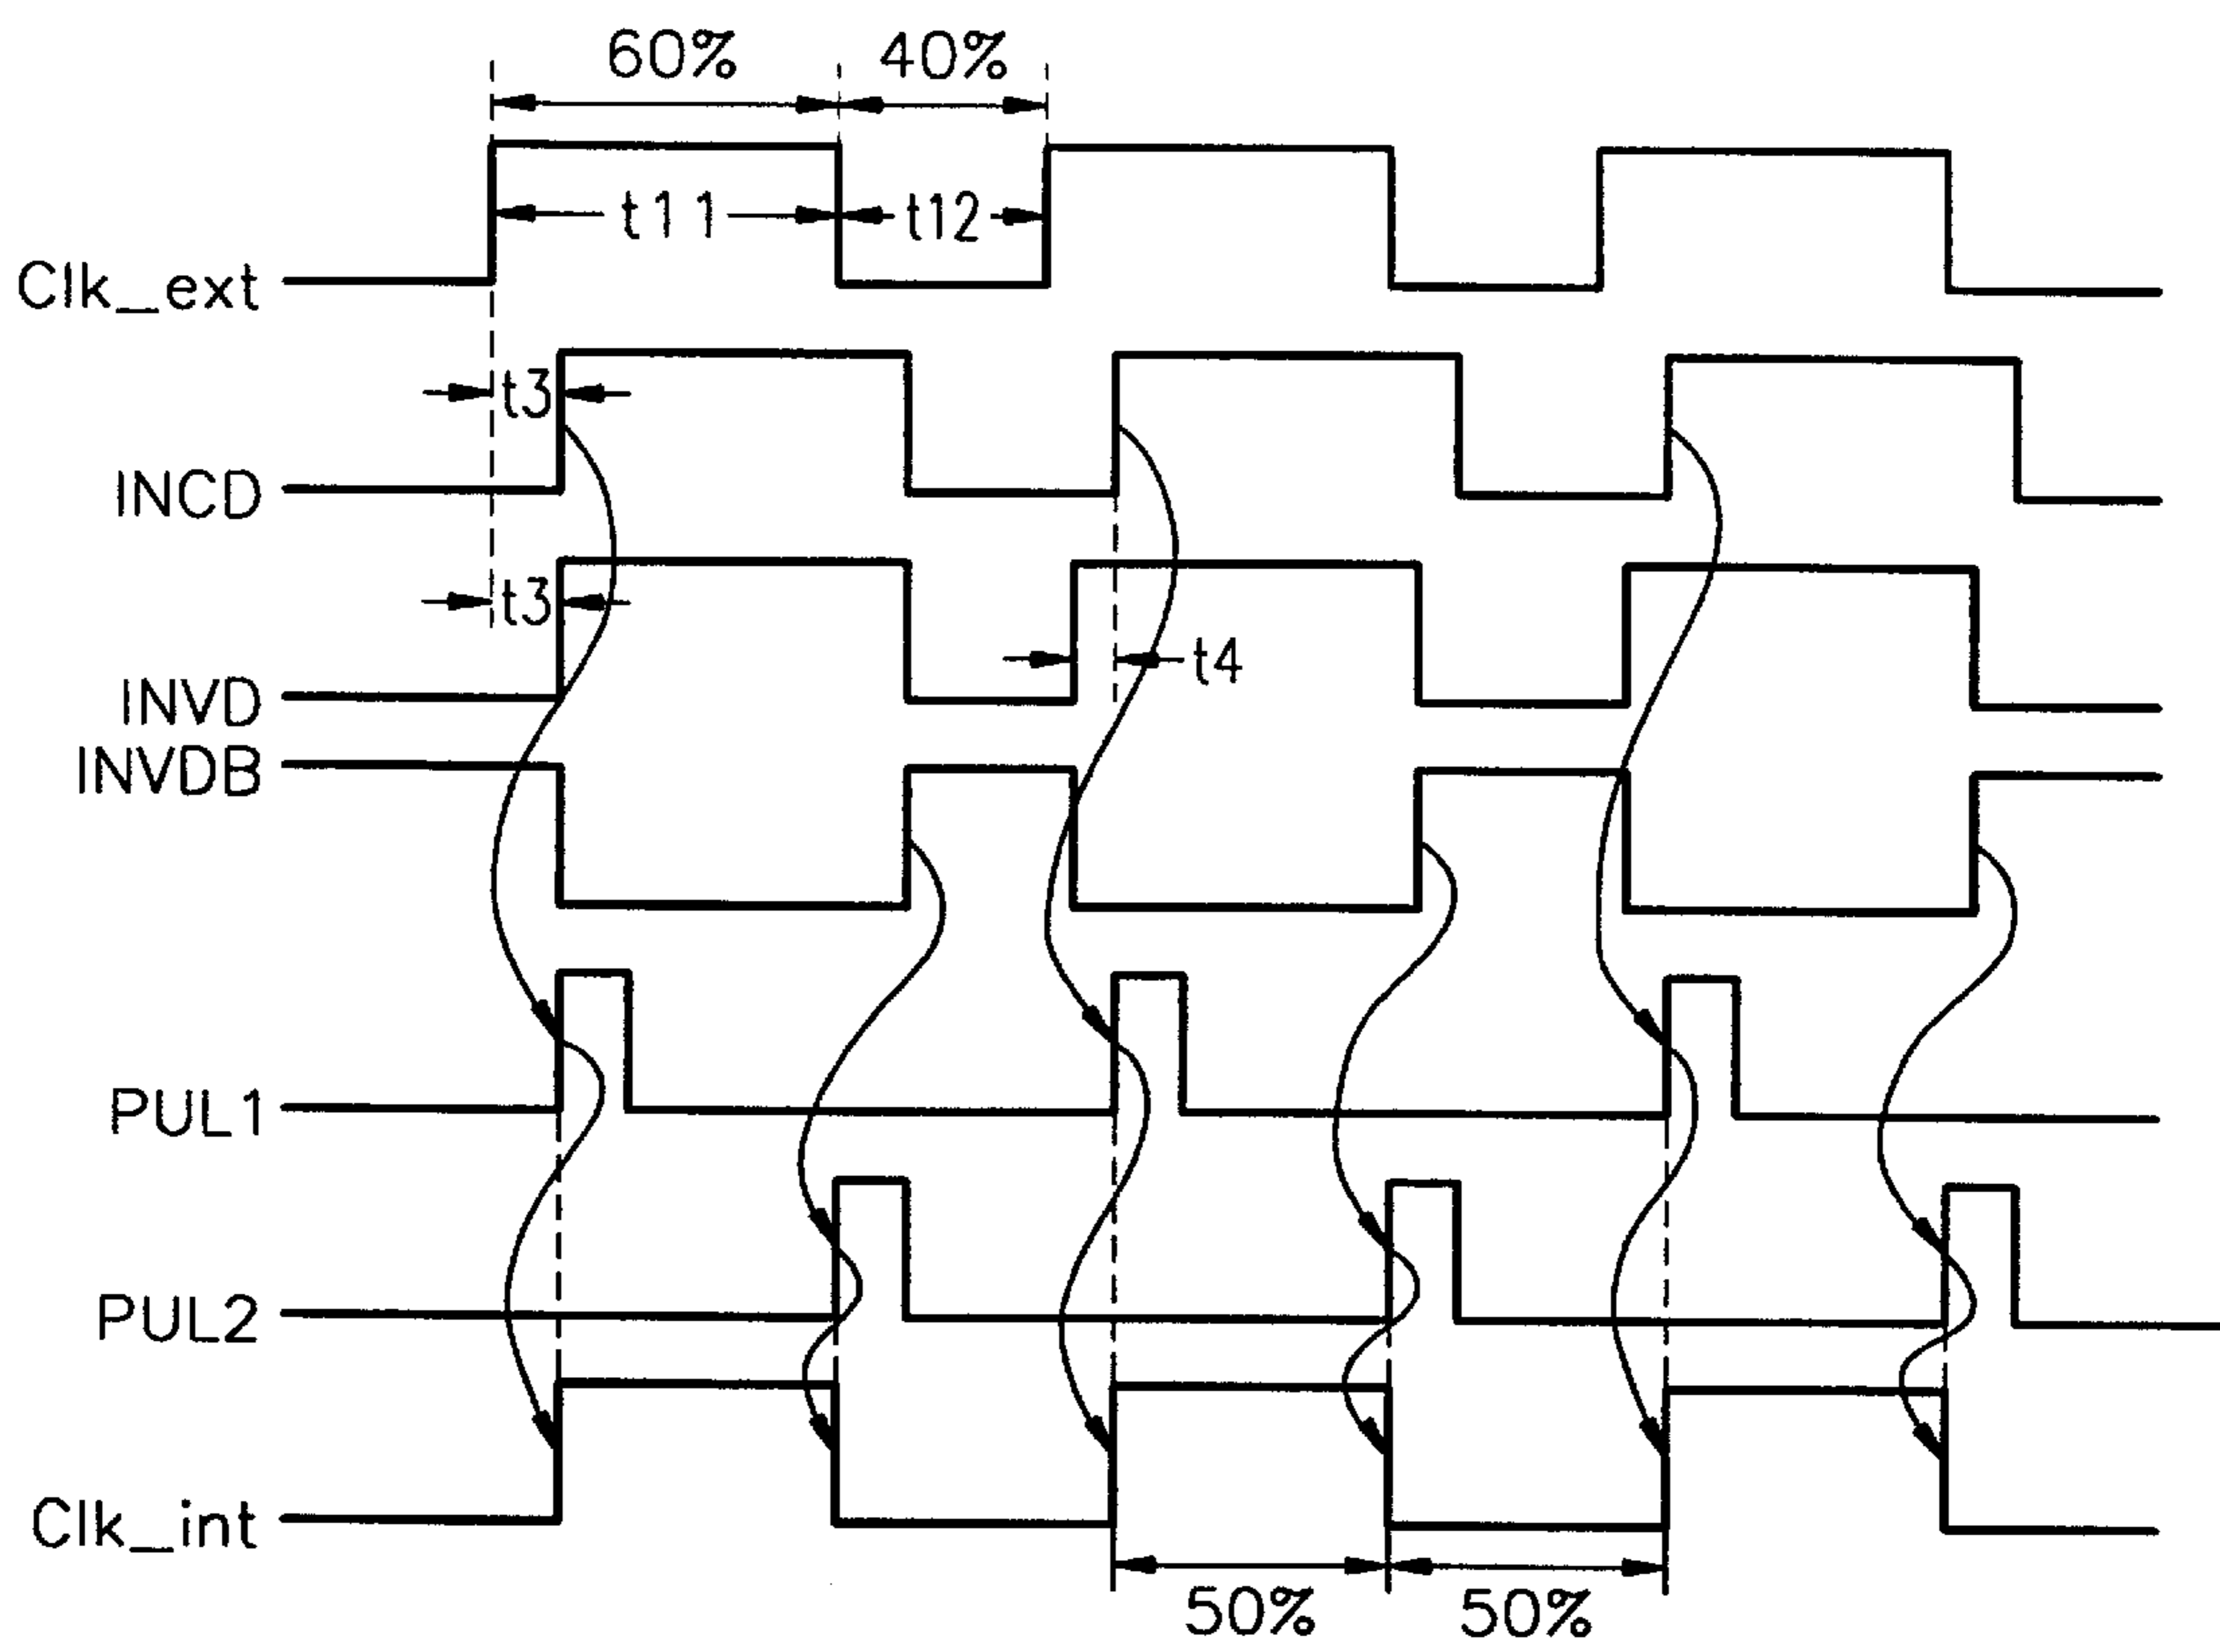 60% 40%
t11 t12
Clk_ext
t3
INCD
t3
t4
INVD
INVDB
PUL1
PUL2
Clk_int
50% 50%